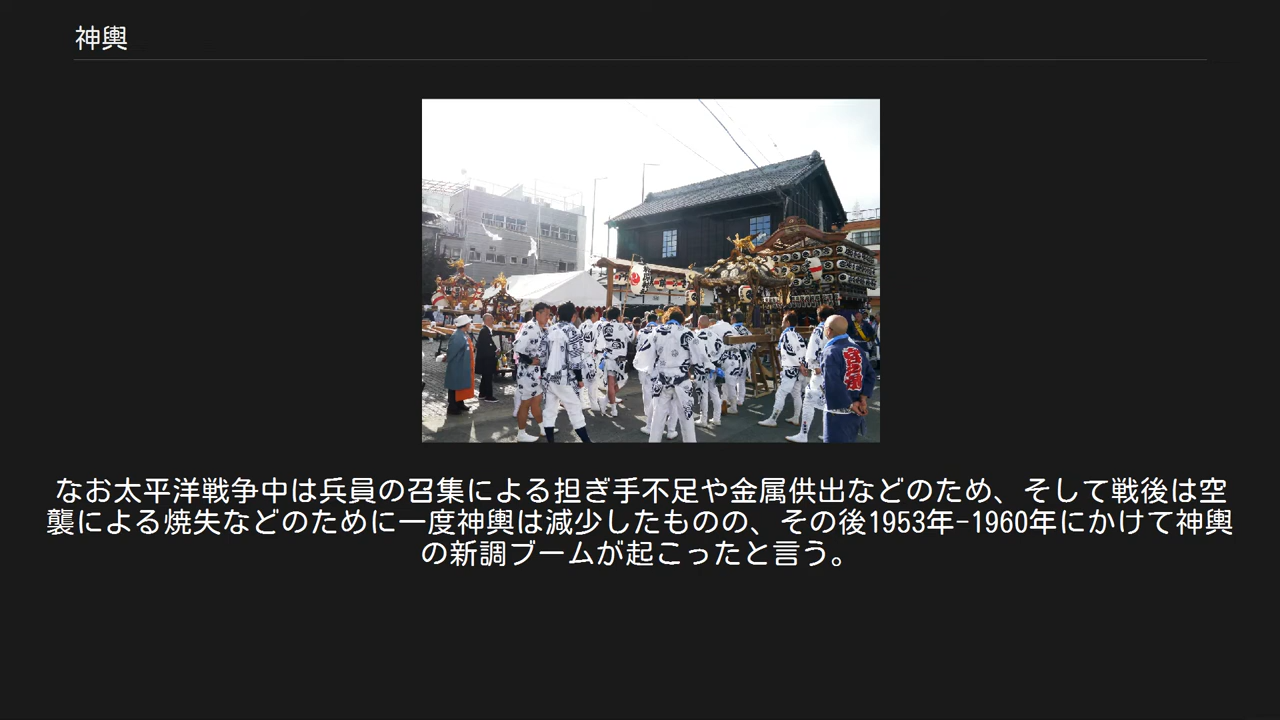 神輿
なお太平洋戦争中は兵員の召集による担ぎ手不足や金属供出などのため、そして戦後は空
襲による焼失などのために一度神輿は減少したものの、その後1953年-1960年にかけて神輿
の新調ブームが起こったと言う。